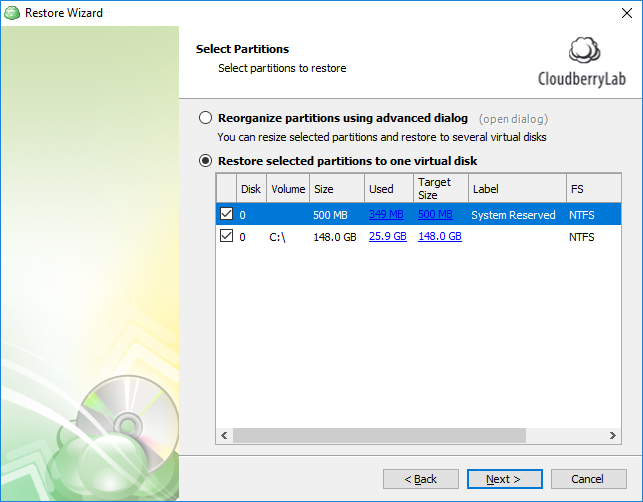 Restore Wizard
Select Partitions
Select partitions to restore
CloudberryLab
Reorganize partitions using advanced dialog (open dialog)
You can resize selected partitions and restore to several virtual disks
Restore selected partitions to one virtual disk
Disk Volume Size Used Target Size Label FS
0 500 MB 349 MB 500 MB System Reserved NTFS
0 C:\ 148.0 GB 25.9 GB 148.0 GB NTFS
< Back Next > Cancel